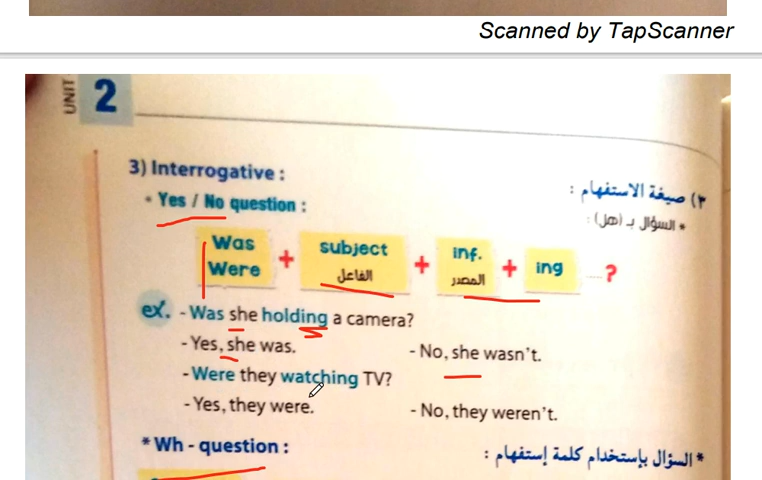 Scanned by TapScanner
UNIT 2
3) Interrogative : ٣) صيغة الاستفهام :
• Yes / No question : * السؤال بـ (هل) :
Was
Were + subject
الفاعل + inf.
المصدر + ing ....?
ex. - Was she holding a camera?
- Yes, she was. - No, she wasn't.
- Were they watching TV?
- Yes, they were. - No, they weren't.
* Wh - question : * السؤال بإستخدام كلمة إستفهام :